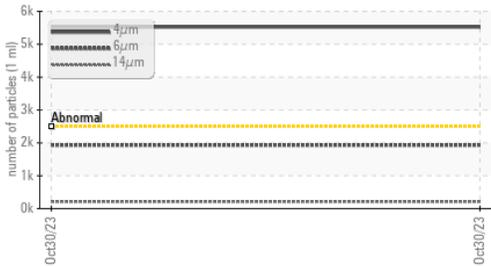 6k
5k
4k
3k
2k
1k
0k
number of particles (1 ml)
4µm
6µm
14µm
Abnormal
Oct30/23
Oct30/23